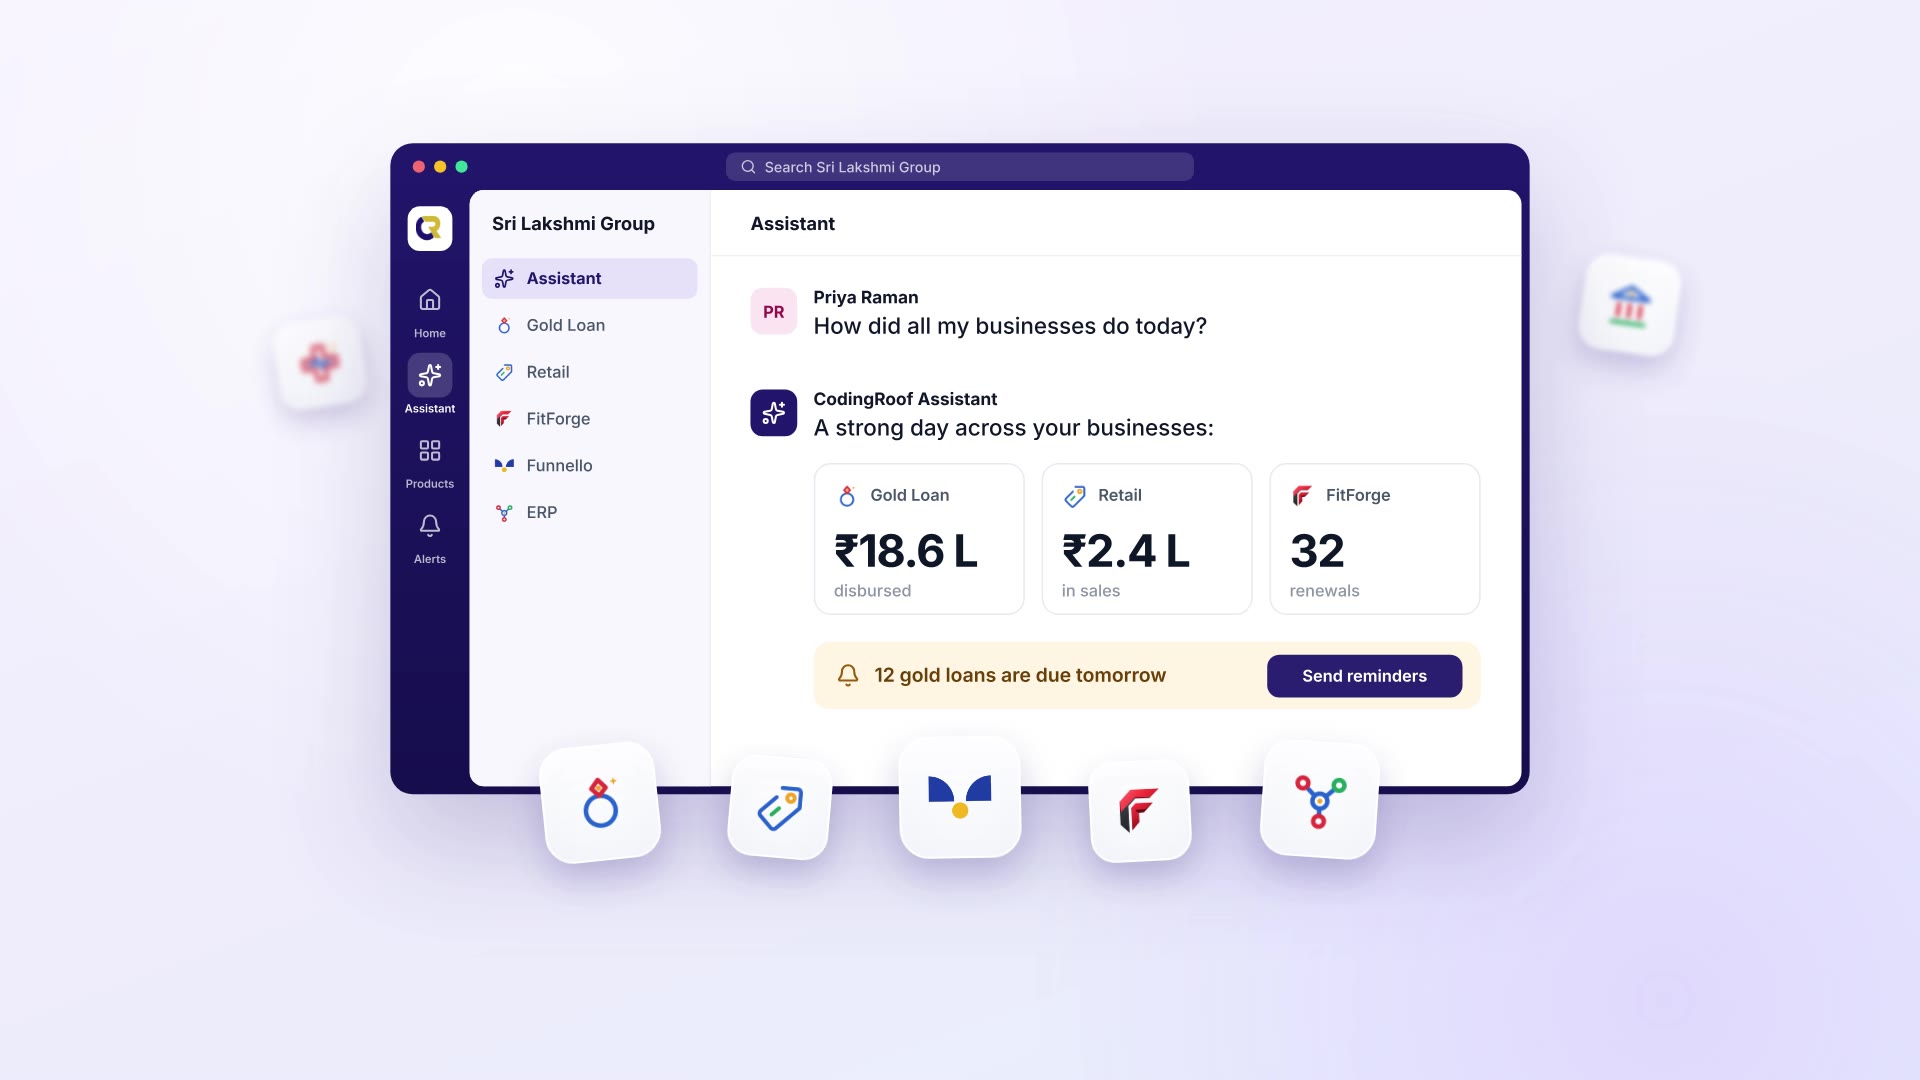 Search Sri Lakshmi Group
CR
Home
Assistant
Products
Alerts
Sri Lakshmi Group
Assistant
Gold Loan
Retail
FitForge
Funnello
ERP
Assistant
PR
Priya Raman
How did all my businesses do today?
CodingRoof Assistant
A strong day across your businesses:
Gold Loan
₹18.6 L
disbursed
Retail
₹2.4 L
in sales
FitForge
32
renewals
12 gold loans are due tomorrow
Send reminders